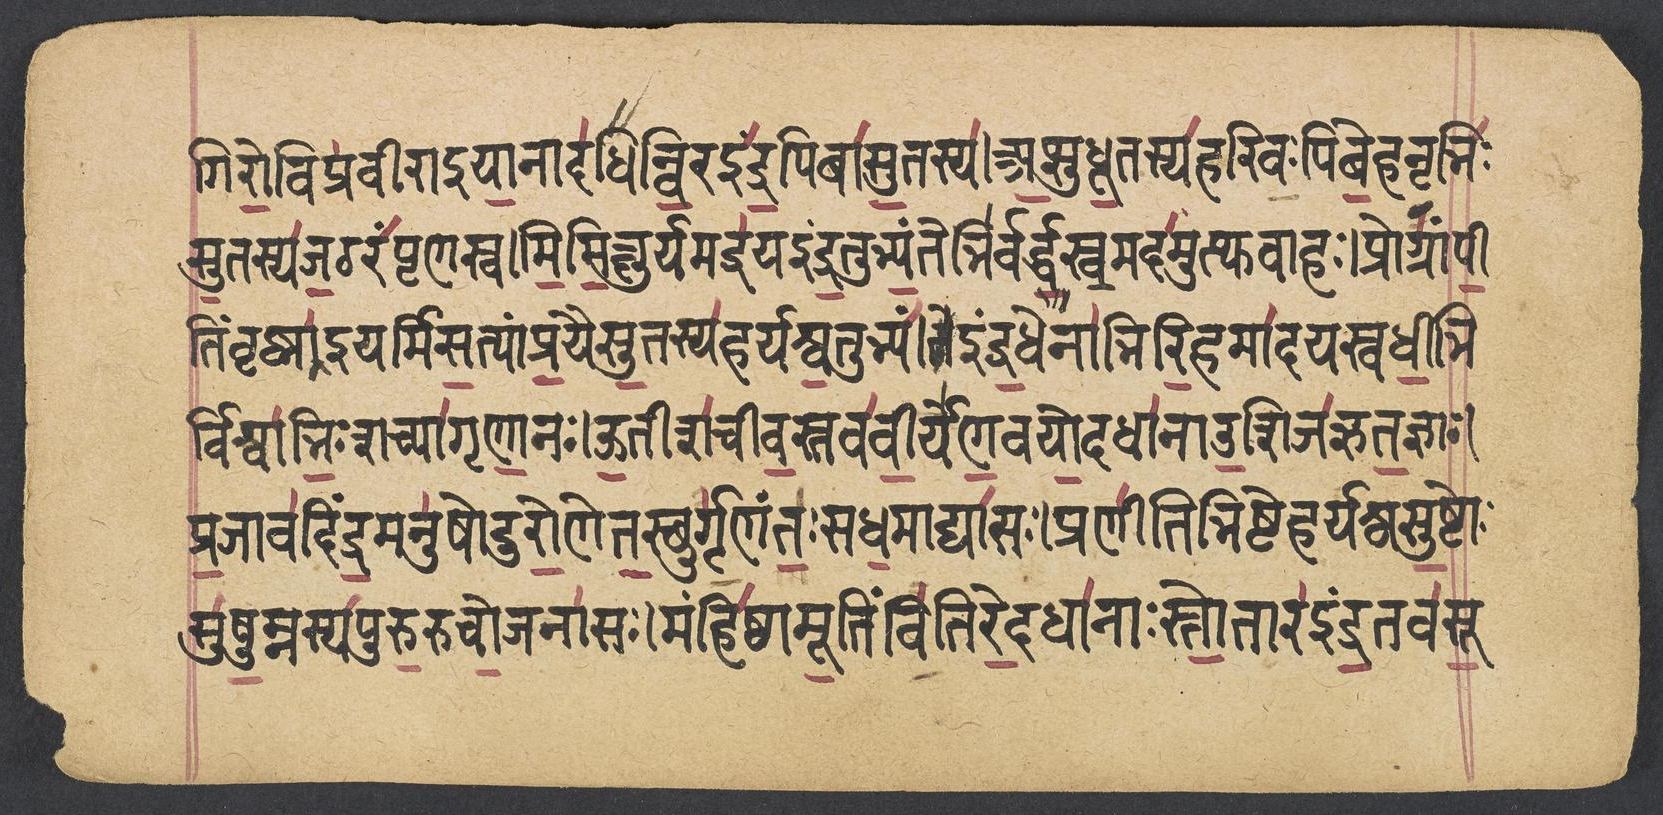 गिरोविप्रवीराइयानादधिन्विरइंद्रपिबासुतस्य।अप्सुधूतस्यहरिवःपिबेहनृभिः
सुतस्यजठरंपृणस्व।मिमिक्षुर्यमद्रयइंद्रतुभ्यंतेभिर्वर्द्धस्वमदमुक्थवाहः।प्रोग्रांपी
तिंवृष्णइयर्मिसत्यांप्रयैसुतस्यहर्यश्वतुभ्यं।इंद्रधेनाभिरिहमादयस्वधीभि
र्विश्वाभिःशच्यागृणानः।ऊतीशचीवस्तववीर्येणवयोदधानाउशिजऋतज्ञाः।
प्रजावदिंद्रमनुषोदुरोणेतस्थुर्गृणंतःसधमाद्यासः।प्रणीतिभिष्टेहर्यश्वसुष्टोः
सुषुम्नस्यपुरुरुचोजनासः।मंहिष्ठामूतिंवितिरेदधानाःस्तोतारइंद्रतवसू